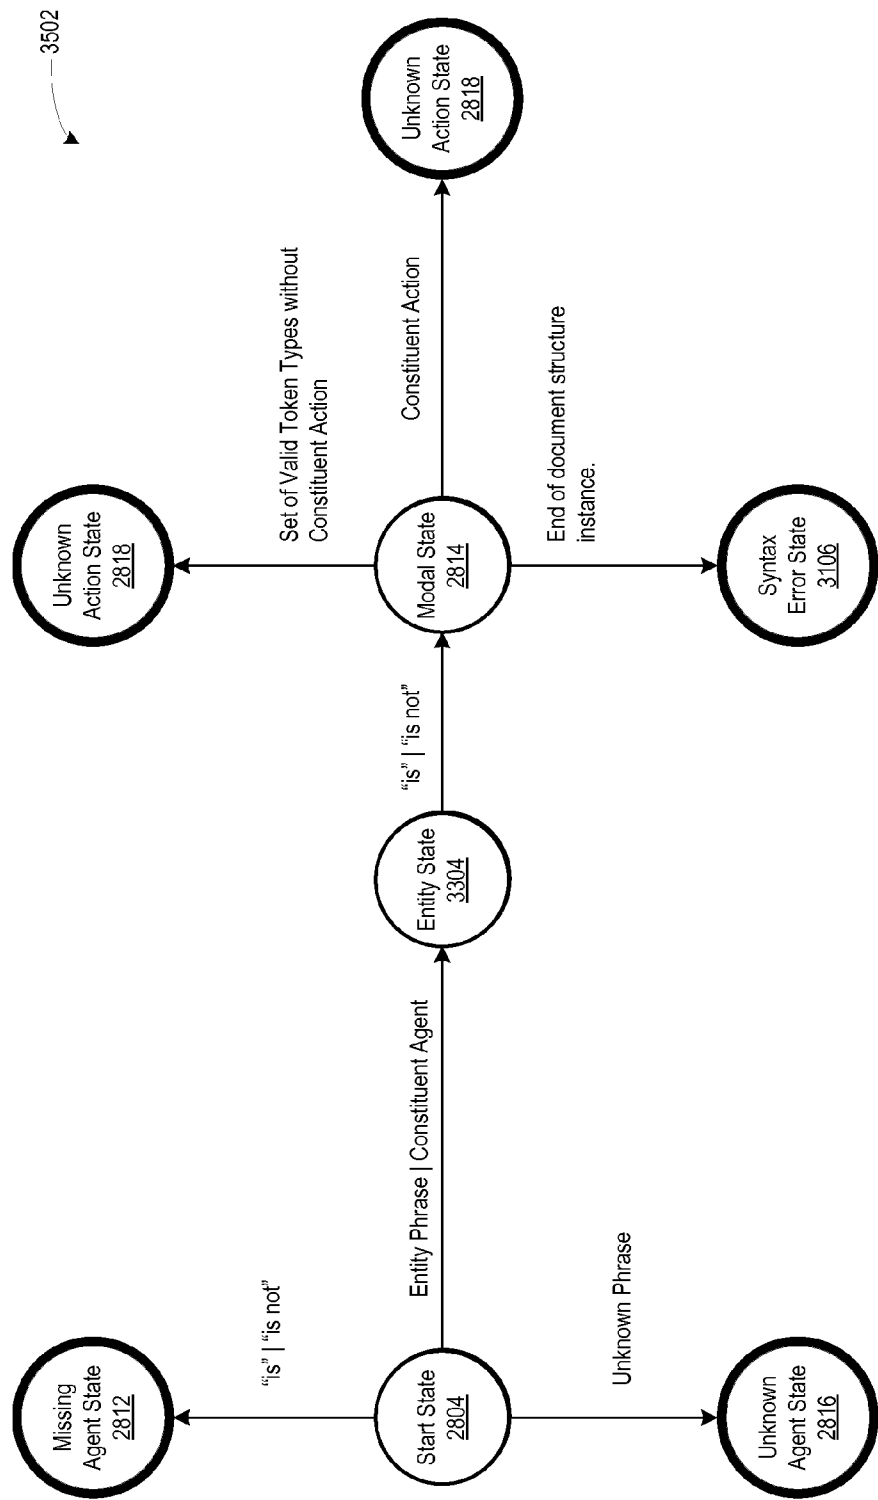 3502
Missing
Agent State
2812
Unknown
Action State
2818
"is" | "is not"
Set of Valid Token Types without
Constituent Action
Start State
2804
Entity Phrase | Constituent Agent
Entity State
3304
“is” | “is not”
Modal State
2814
Constituent Action
Unknown
Action State
2818
Unknown Phrase
End of document structure
instance.
Unknown
Agent State
2816
Syntax
Error State
3106